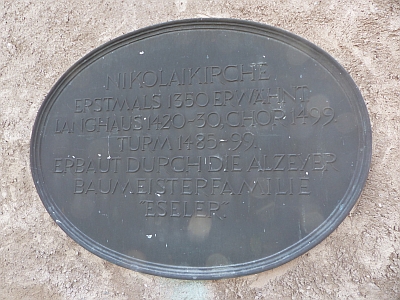 NIKOLAIKIRCHE
ERSTMALS 1350 ERWÄHNT
LANGHAUS 1420-30, CHOR 1499
TURM 1485-99.
ERBAUT DURCH DIE ALZEYER
BAUMEISTERFAMILIE
"ESELER"